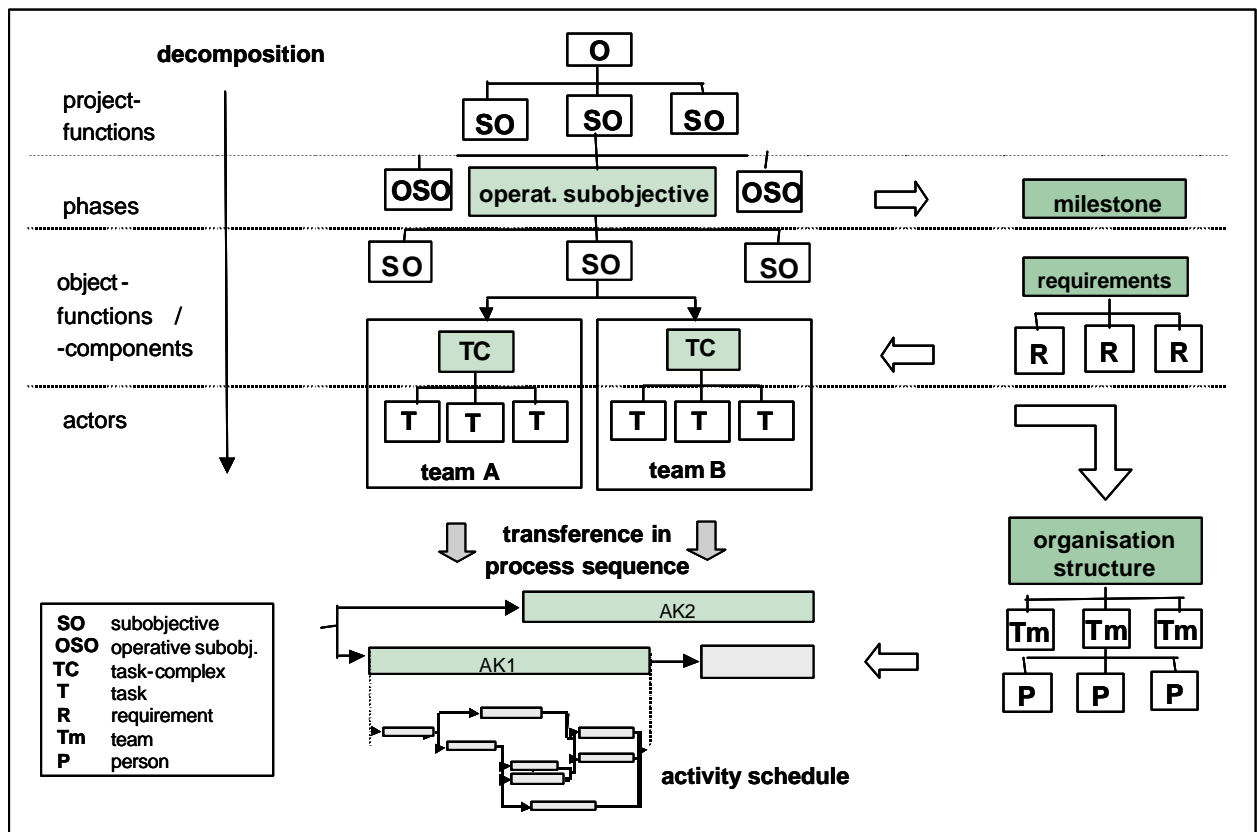 decomposition
O
project-
functions
SO SO SO
OSO operat. subobjective OSO
phases
milestone
SO SO SO
object-
functions /
-components
requirements
R R R
TC TC
actors
T T T T T T
team A team B
transference in
process sequence
organisation
structure
AK2
Tm Tm Tm
AK1
P P P
SO subobjective
OSO operative subobj.
TC task-complex
T task
R requirement
Tm team
P person
activity schedule